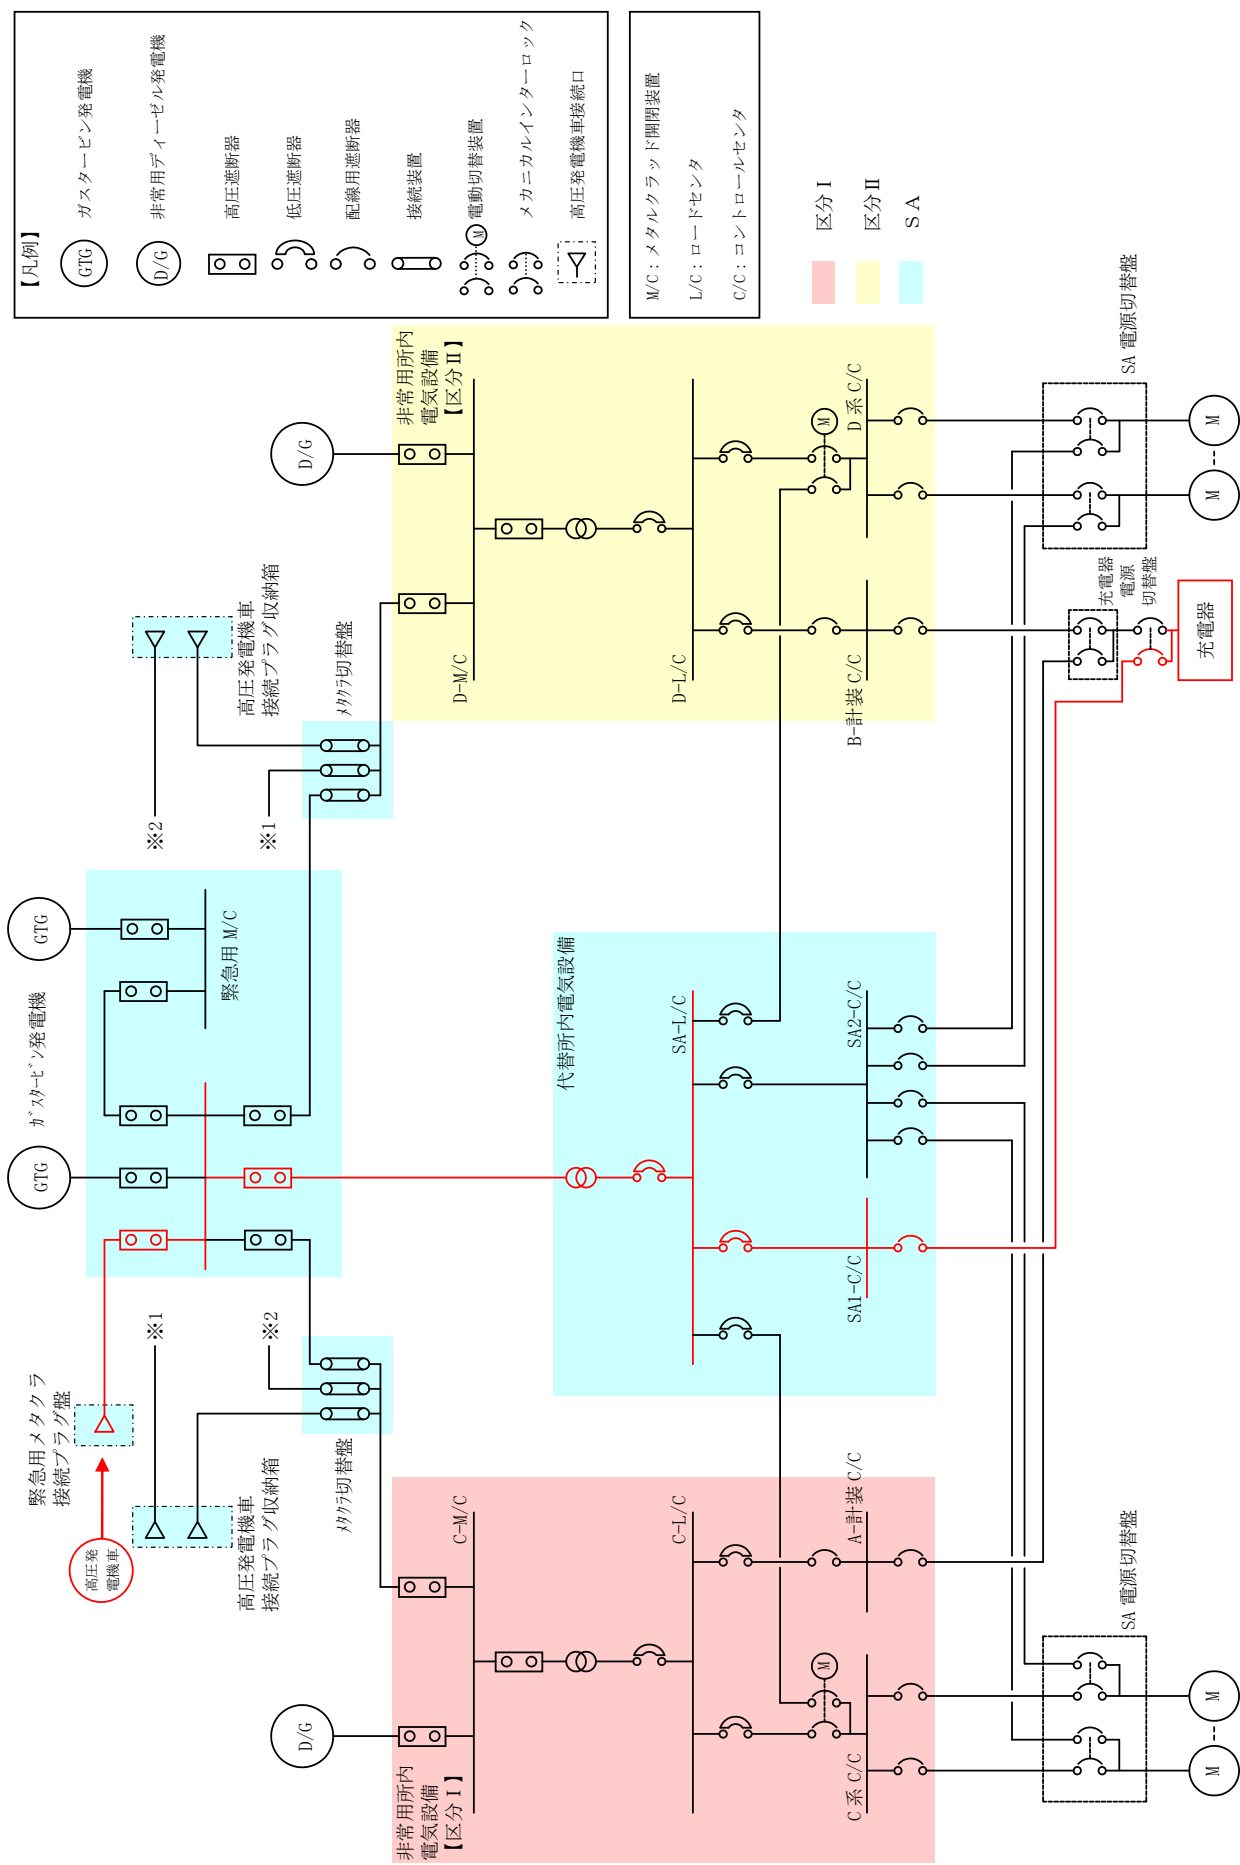 【凡例】
GTG
ガスタービン発電機
D/G
非常用ディーゼル発電機
高圧遮断器
低圧遮断器
配線用遮断器
接続装置
M
電動切替装置
メカニカルインターロック
高圧発電機車接続口
M/C：メタルクラッド開閉装置
L/C：ロードセンタ
C/C：コントロールセンタ
区分Ⅰ
区分Ⅱ
SA
高圧発
電機車
緊急用メタクラ
接続プラグ盤
GTG
ガスタービン発電機
GTG
緊急用 M/C
高圧発電機車
接続プラグ収納箱
※1
※2
メタクラ切替盤
高圧発電機車
接続プラグ収納箱
※2
※1
メタクラ切替盤
D/G
非常用所内
電気設備
【区分Ⅰ】
C-M/C
C-L/C
M
C 系 C/C
A-計装 C/C
代替所内電気設備
SA-L/C
SA1-C/C
SA2-C/C
D/G
非常用所内
電気設備
【区分Ⅱ】
D-M/C
D-L/C
M
D 系 C/C
B-計装 C/C
SA 電源切替盤
M
M
充電器
電源
切替盤
充電器
SA 電源切替盤
M
M